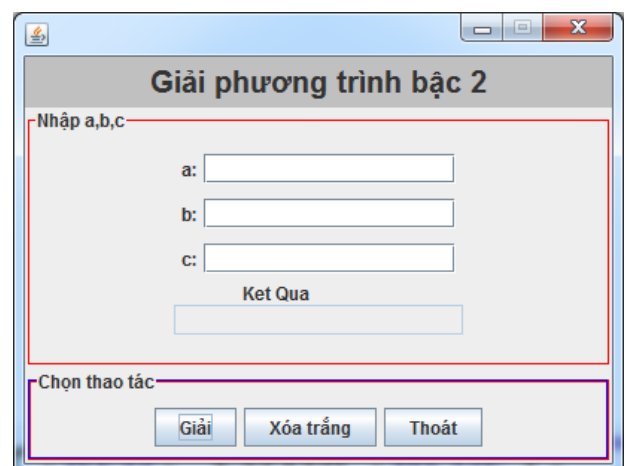 Giải phương trình bậc 2
Nhập a,b,c
a:
b:
c:
Ket Qua
Chọn thao tác
Giải Xóa trắng Thoát